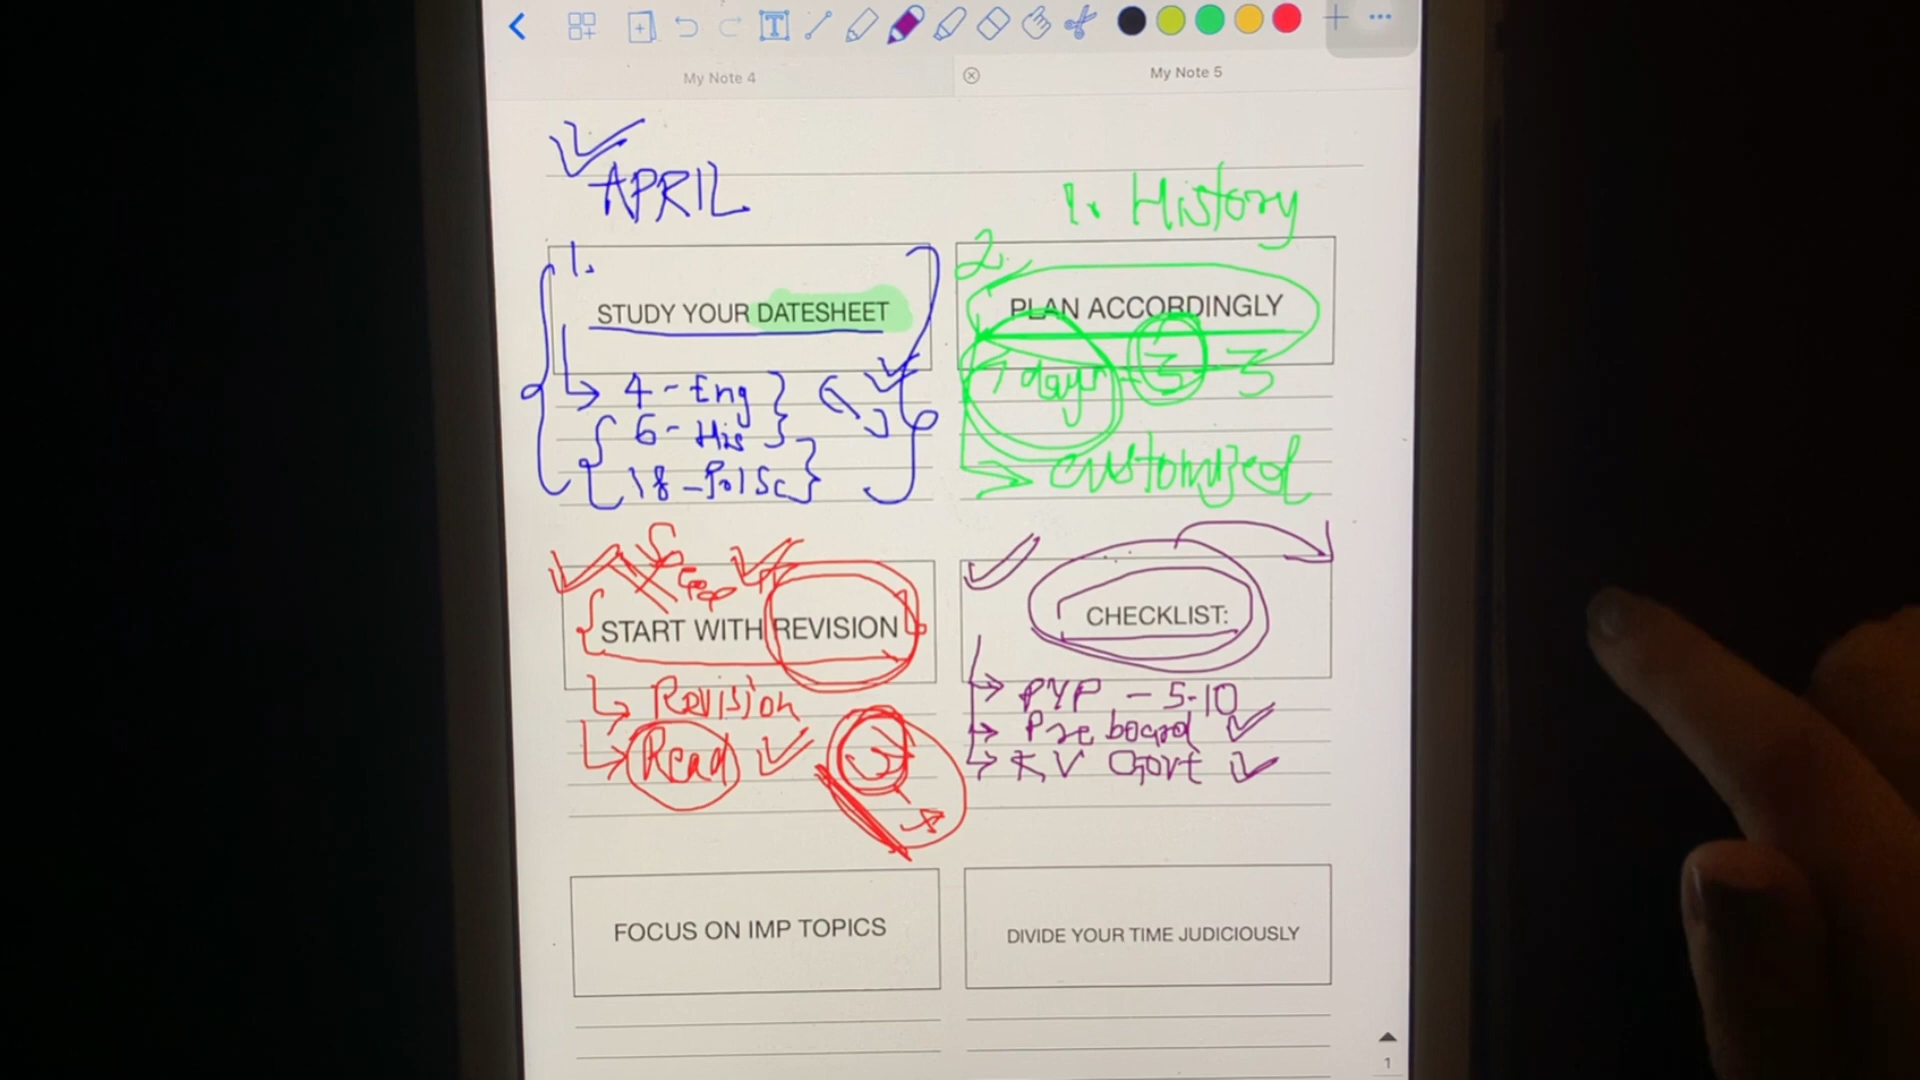 My Note 4
My Note 5
APRIL
1. History
1.
STUDY YOUR DATESHEET
4 - Eng
6 - His
18 - Pol Sc
2.
PLAN ACCORDINGLY
7 days - 3 - 3
customized
START WITH REVISION
Revision
Read
CHECKLIST:
PYP - 5-10
Pre board
KV Govt
FOCUS ON IMP TOPICS
DIVIDE YOUR TIME JUDICIOUSLY
1